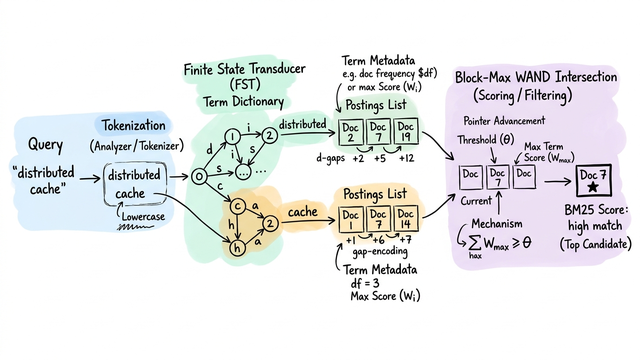 Query
"distributed
cache"
Tokenization
(Analyzer/Tokenizer)
distributed
cache
Lowercase
Finite State Transducer
(FST)
Term Dictionary
0
d
1
i
2
i
s
s
... ...
c
c
a
2
h
h
a
distributed
cache
Term Metadata
e.g. doc frequency $df)
or max Score (Wi)
Postings List
Doc
2
Doc
7
Doc
19
d-gaps
+2
+5
+12
Postings List
Doc
1
Doc
7
Doc
14
+1
+6
+7
gap-encoding
Term Metadata
df = 3
Max Score (Wi)
Block-Max WAND Intersection
(Scoring/Filtering)
Pointer Advancement
Threshold (θ)
Max Term
Score (Wmax)
Doc
Doc
7
Doc
Current
Mechanism
∑ Wmax ≥ θ
hax
Doc 7
★
BM25 Score:
high match
(Top Candidate)